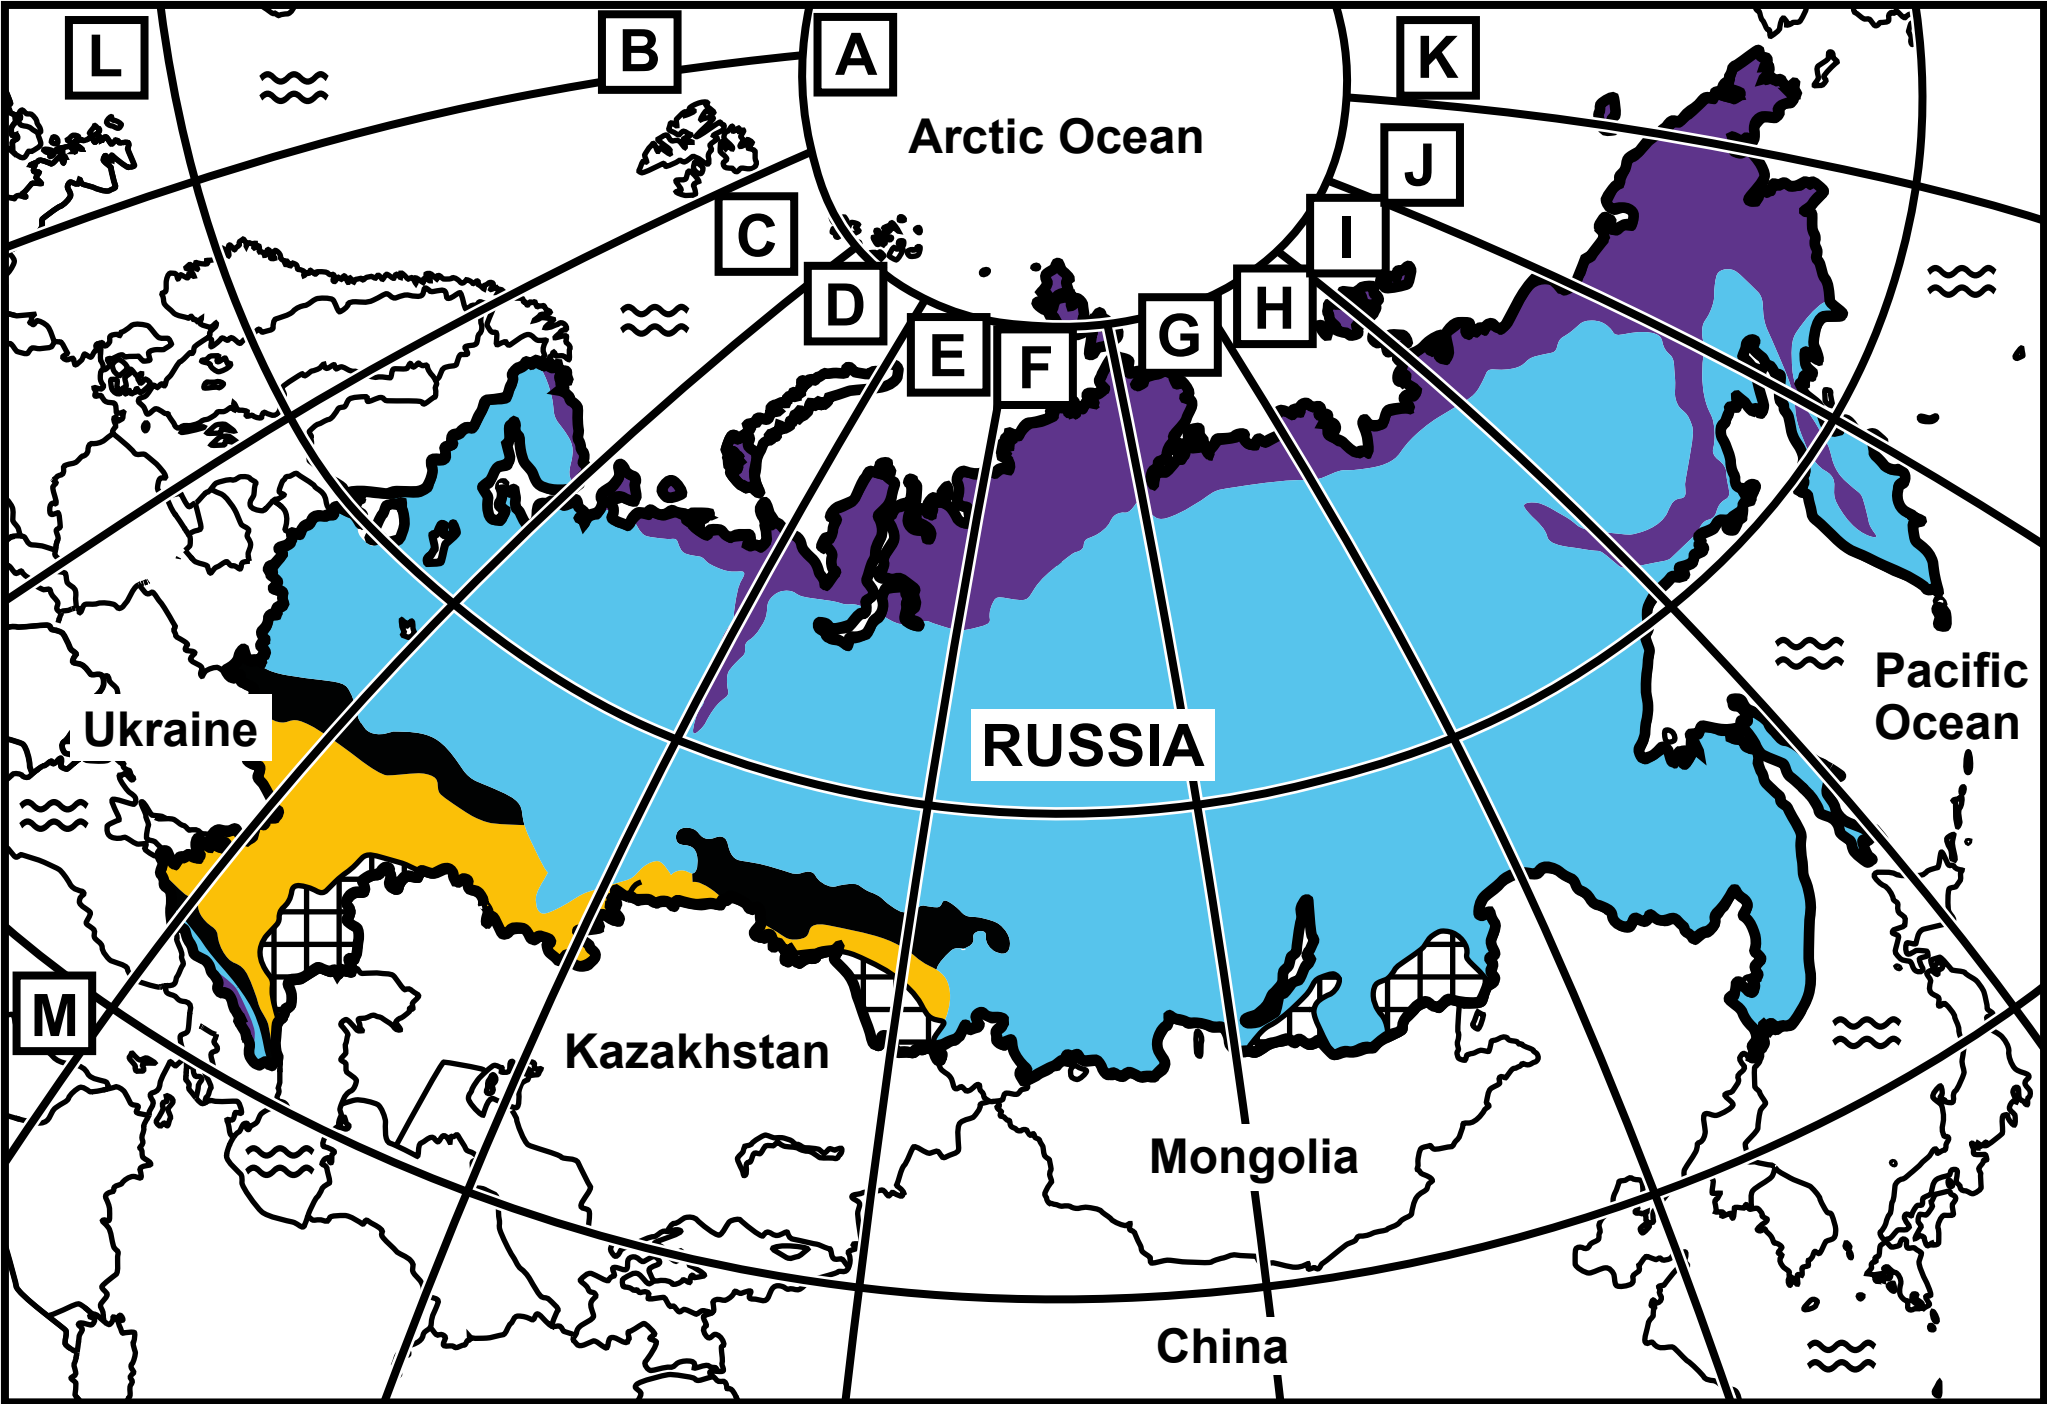 L
B
A
K
Arctic Ocean
J
C
I
D
H
E
F
G
Pacific
Ocean
Ukraine
RUSSIA
M
Kazakhstan
Mongolia
China